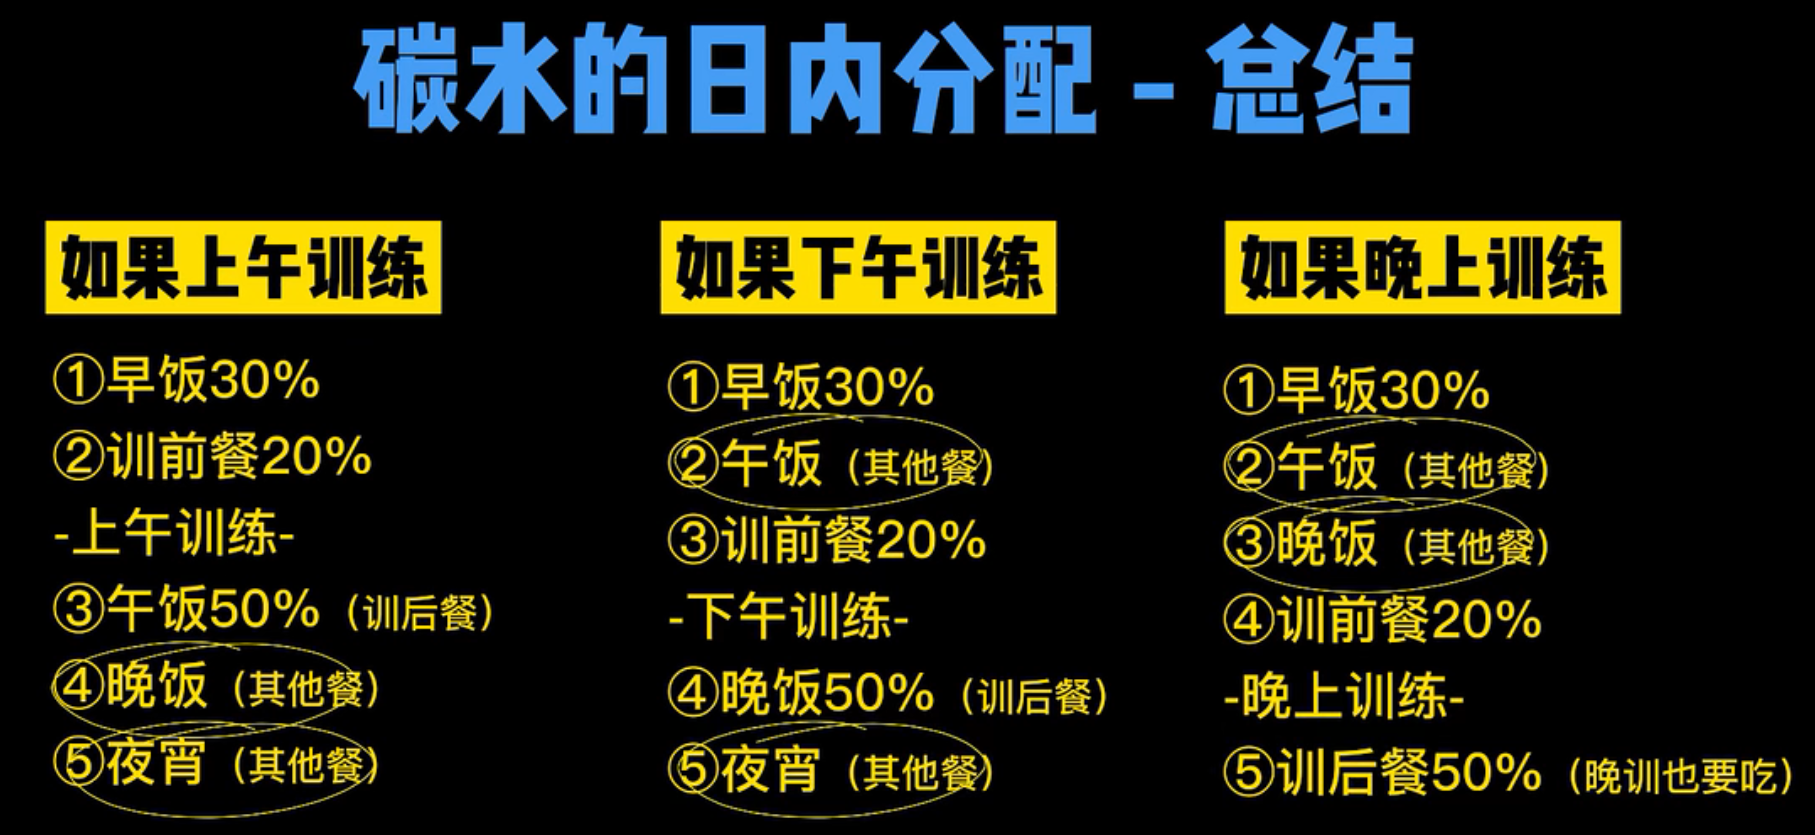 碳水的日内分配 - 总结
如果上午训练
①早饭30%
②训前餐20%
-上午训练-
③午饭50%（训后餐）
④晚饭（其他餐）
⑤夜宵（其他餐）
如果下午训练
①早饭30%
②午饭（其他餐）
③训前餐20%
-下午训练-
④晚饭50%（训后餐）
⑤夜宵（其他餐）
如果晚上训练
①早饭30%
②午饭（其他餐）
③晚饭（其他餐）
④训前餐20%
-晚上训练-
⑤训后餐50%（晚训也要吃）